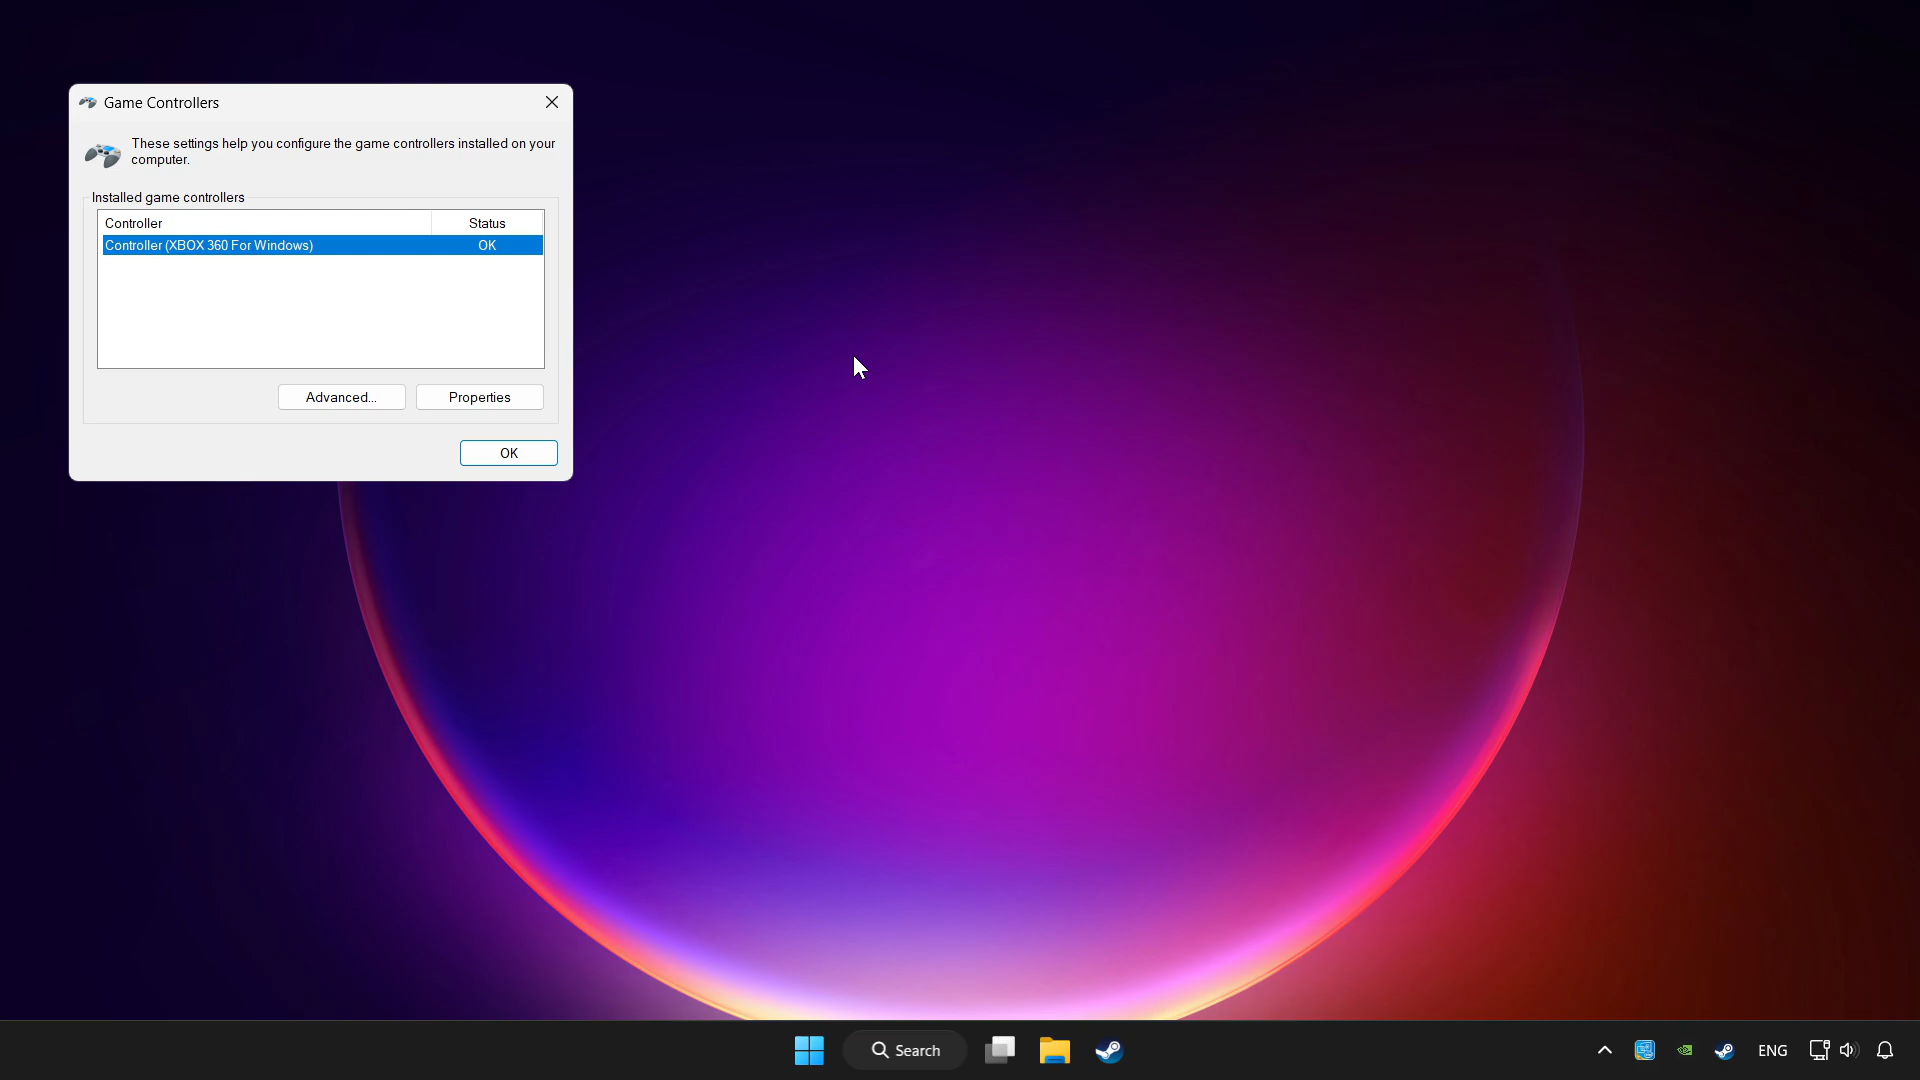 Game Controllers
These settings help you configure the game controllers installed on your
computer.
Installed game controllers
Controller Status
Controller (XBOX 360 For Windows) OK
Advanced... Properties
OK
Search ENG